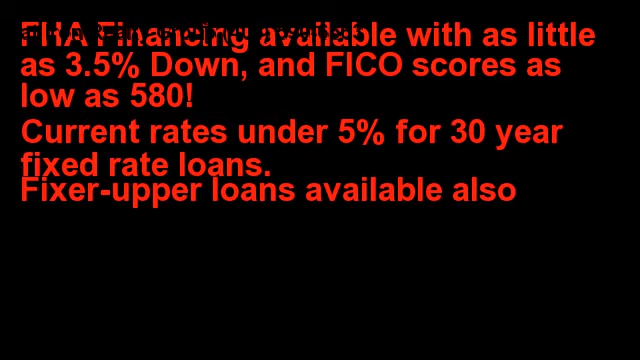 FHA Financing available with as little
as 3.5% Down, and FICO scores as
low as 580!
Current rates under 5% for 30 year
fixed rate loans.
Fixer-upper loans available also